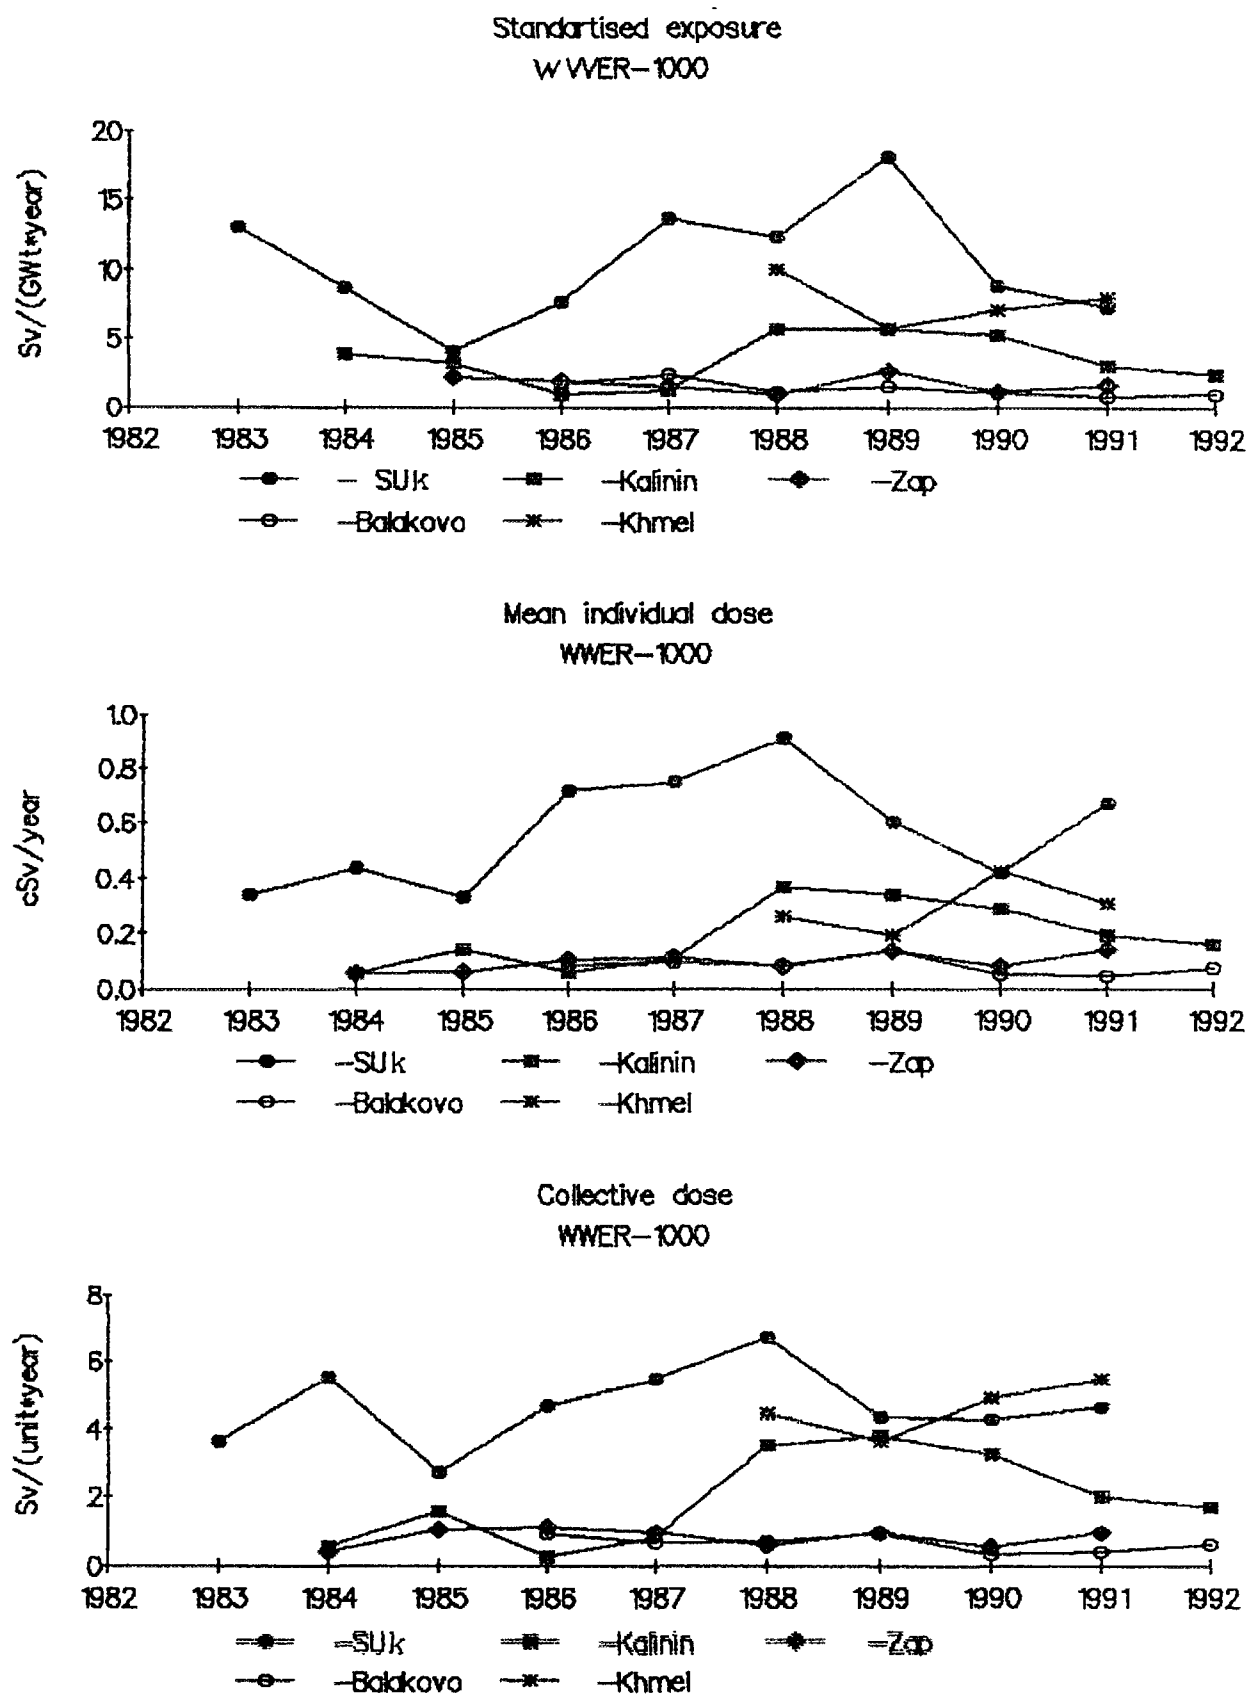 Standartised exposure
WVVER-1000
20
15
10
5
0
Sv/(GWt*year)
1982 1983 1984 1985 1986 1987 1988 1989 1990 1991 1992
- SUk -Kalinin -Zap
-Balakovo -Khmel
Mean individual dose
WWER-1000
1.0
0.8
0.6
0.4
0.2
0.0
cSv/year
1982 1983 1984 1985 1986 1987 1988 1989 1990 1991 1992
-SUk -Kalinin -Zap
-Balakovo -Khmel
Collective dose
WWER-1000
8
6
4
2
0
Sv/(unit*year)
1982 1983 1984 1985 1986 1987 1988 1989 1990 1991 1992
-SUk -Kalinin -Zap
-Balakovo -Khmel